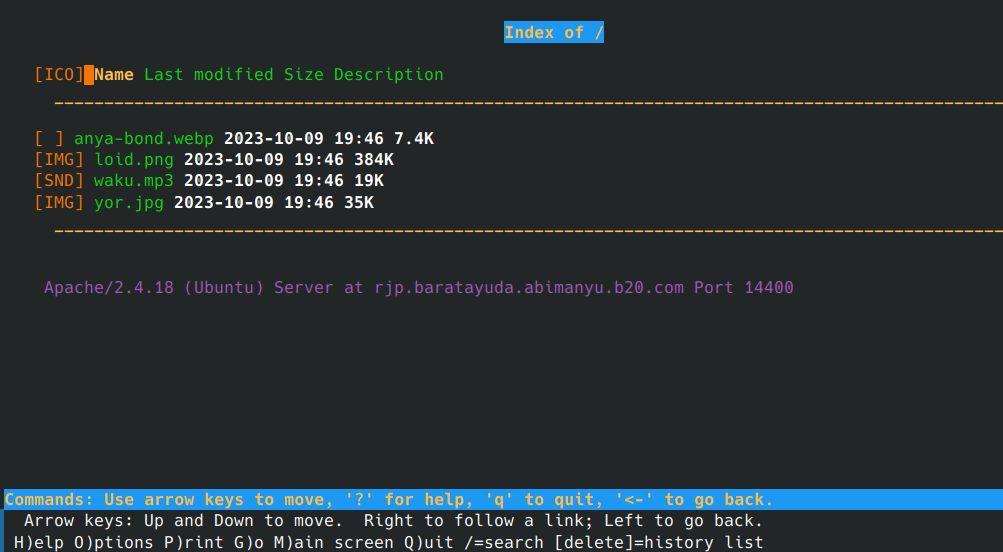 Index of /
[ICO] Name Last modified Size Description
[ ] anya-bond.webp 2023-10-09 19:46 7.4K
[IMG] loid.png 2023-10-09 19:46 384K
[SND] waku.mp3 2023-10-09 19:46 19K
[IMG] yor.jpg 2023-10-09 19:46 35K
Apache/2.4.18 (Ubuntu) Server at rjp.baratayuda.abimanyu.b20.com Port 14400
Commands: Use arrow keys to move, '?' for help, 'q' to quit, '<-' to go back.
Arrow keys: Up and Down to move.  Right to follow a link; Left to go back.
H)elp O)ptions P)rint G)o M)ain screen Q)uit /=search [delete]=history list